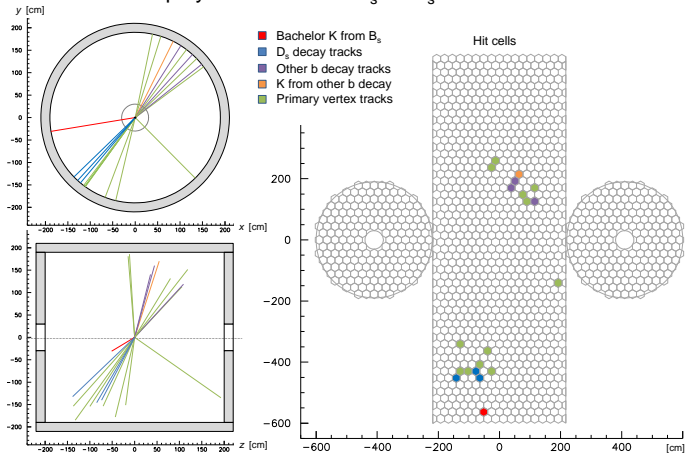 y [cm]
200
150
100
50
0
−50
−100
−150
−200
−200 −150 −100 −50 0 50 100 150 200
x [cm]
Bachelor K from Bs
Ds decay tracks
Other b decay tracks
K from other b decay
Primary vertex tracks
Hit cells
200
150
100
50
0
−50
−100
−150
−200
−200 −150 −100 −50 0 50 100 150 200
z [cm]
200
0
−200
−400
−600
−600 −400 −200 0 200 400
[cm]